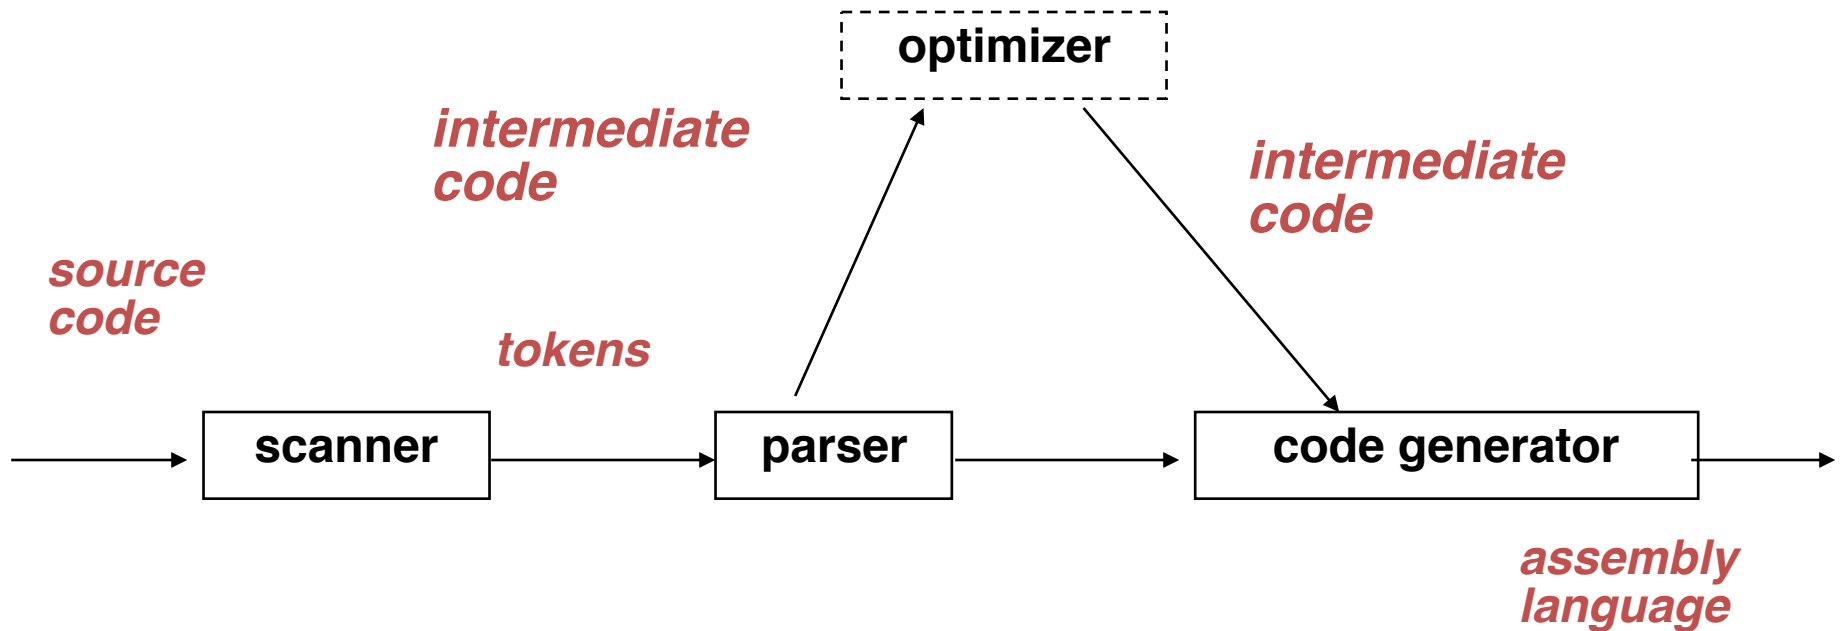 optimizer
intermediate
code
intermediate
code
source
code
tokens
scanner
parser
code generator
assembly
language